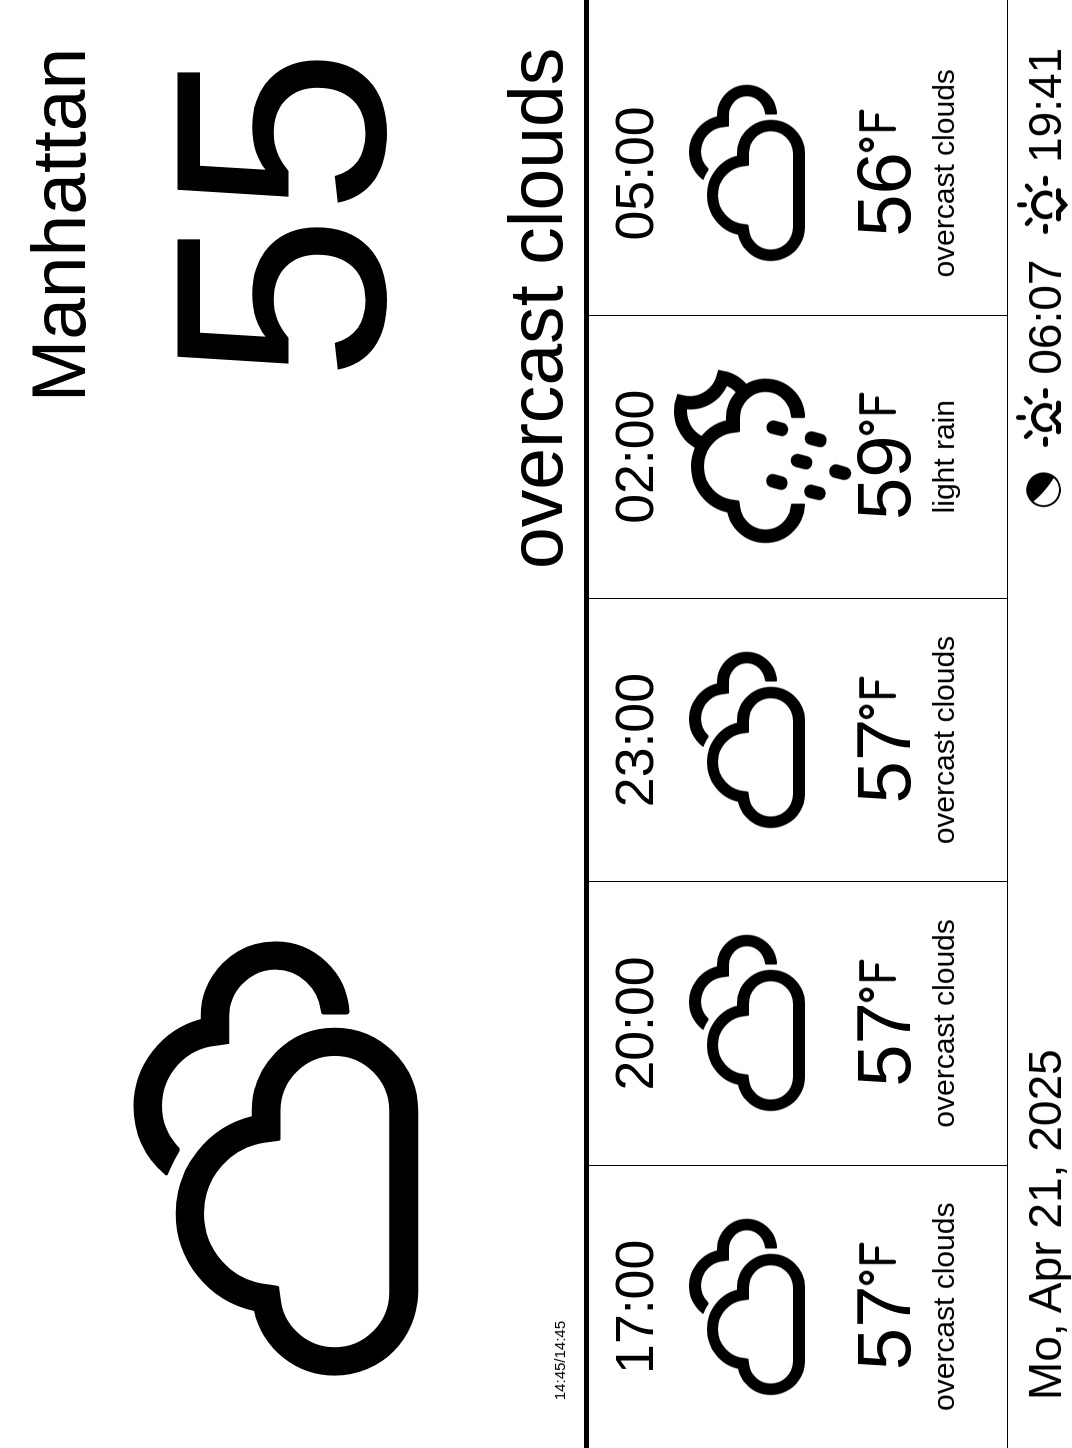 Manhattan
55
overcast clouds
14:45/14:45
17:00 20:00 23:00 02:00 05:00
57°F 57°F 57°F 59°F 56°F
overcast clouds overcast clouds overcast clouds light rain overcast clouds
Mo, Apr 21, 2025 06:07 19:41